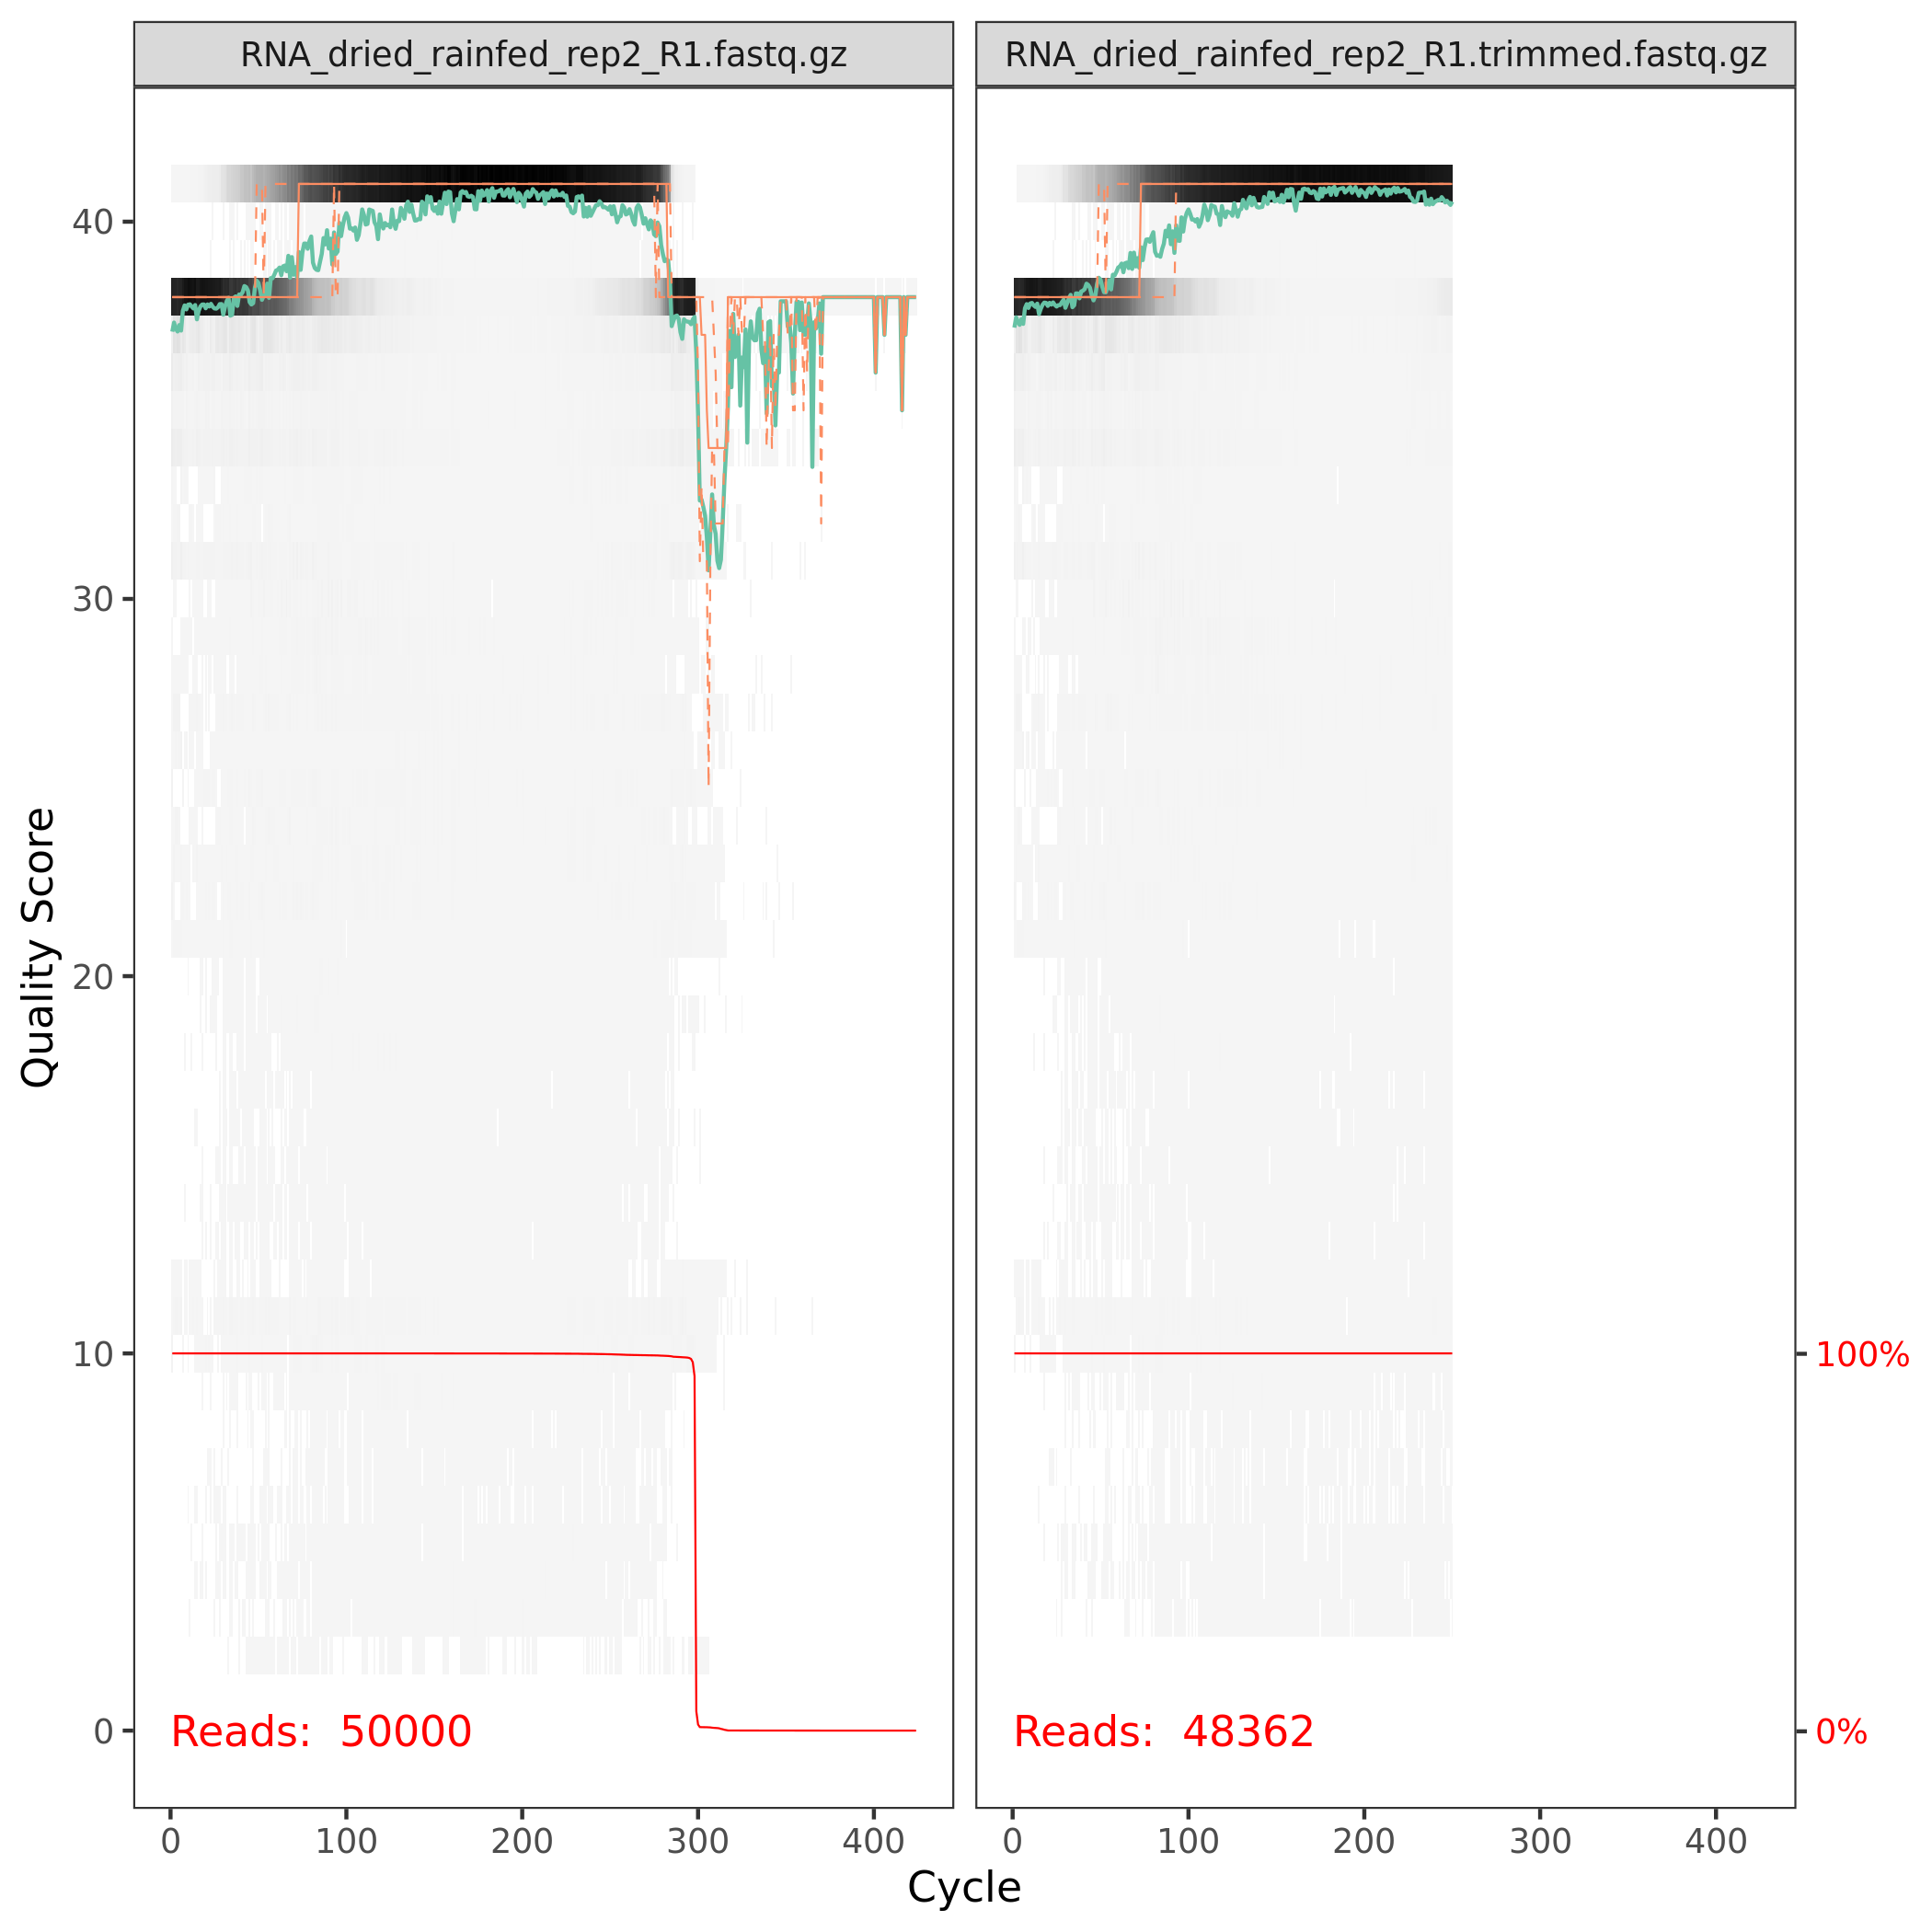 RNA_dried_rainfed_rep2_R1.fastq.gz
RNA_dried_rainfed_rep2_R1.trimmed.fastq.gz
Quality Score
40
30
20
10
0
100%
0%
Reads: 50000
Reads: 48362
0 100 200 300 400
0 100 200 300 400
Cycle